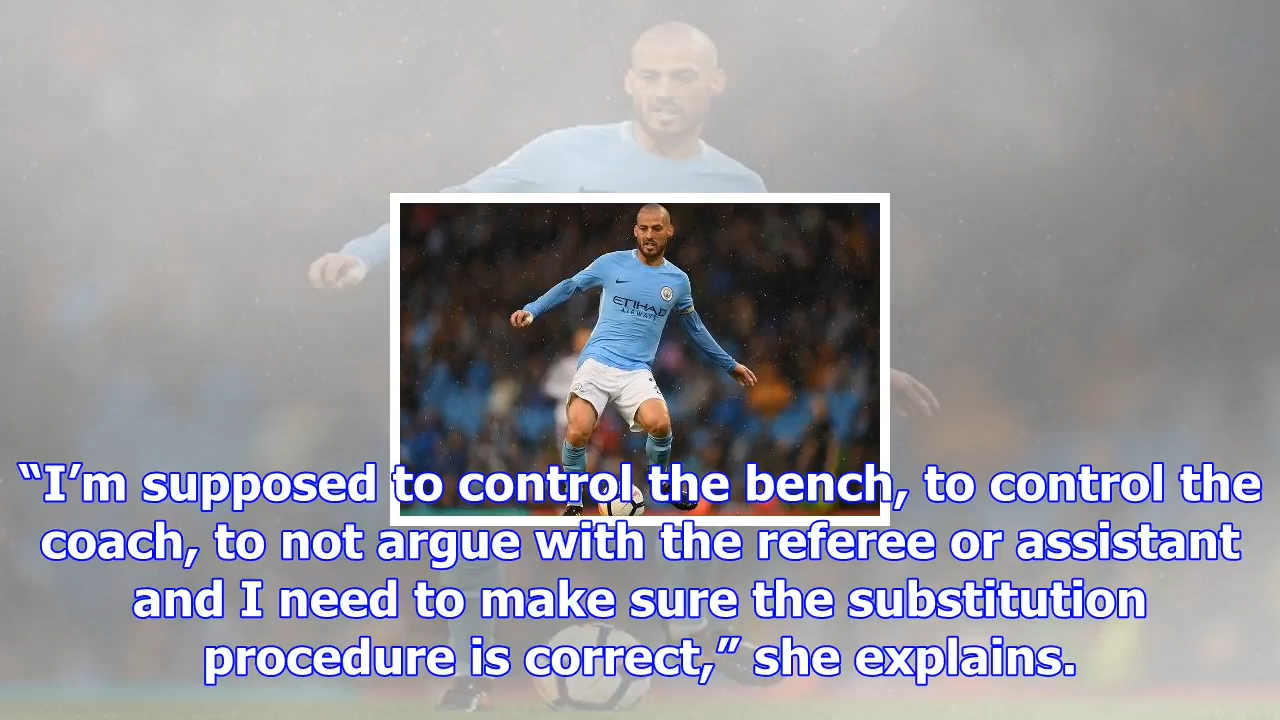 ETIHAD
AIRWAYS
“I’m supposed to control the bench, to control the
coach, to not argue with the referee or assistant
and I need to make sure the substitution
procedure is correct,” she explains.